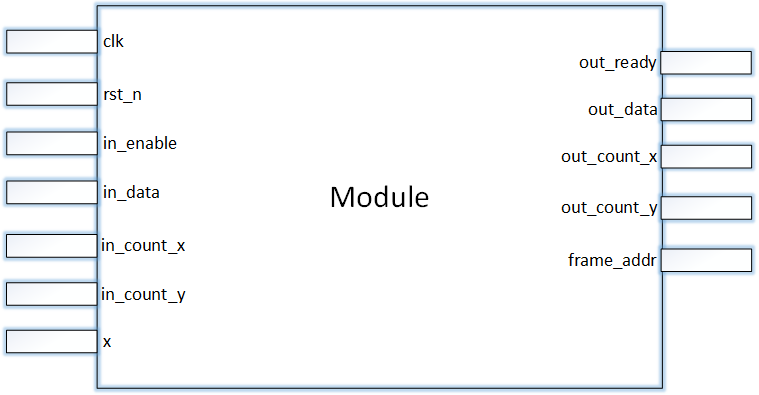 clk
rst_n
in_enable
in_data
in_count_x
in_count_y
x
Module
out_ready
out_data
out_count_x
out_count_y
frame_addr